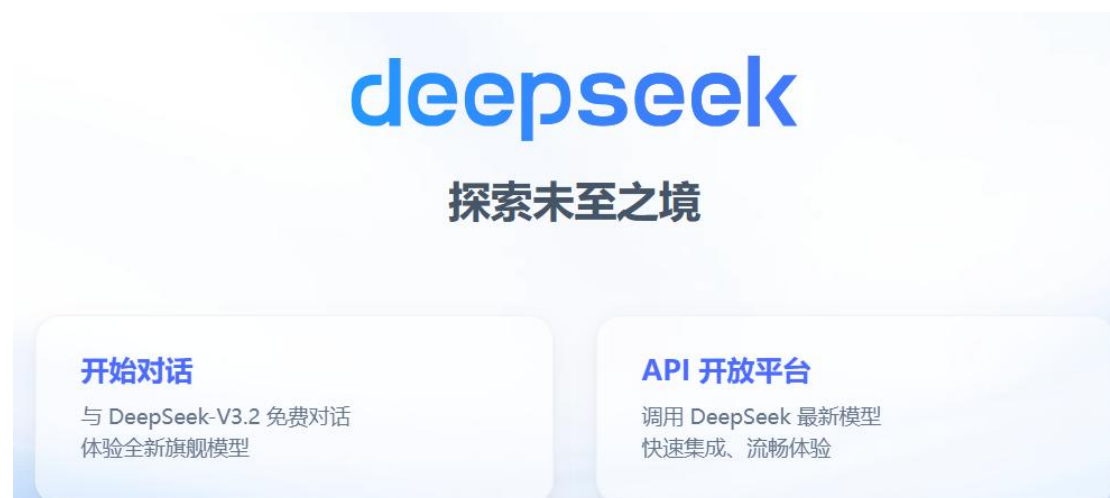 deepseek
探索未至之境
开始对话
与 DeepSeek-V3.2 免费对话
体验全新旗舰模型
API 开放平台
调用 DeepSeek 最新模型
快速集成、流畅体验